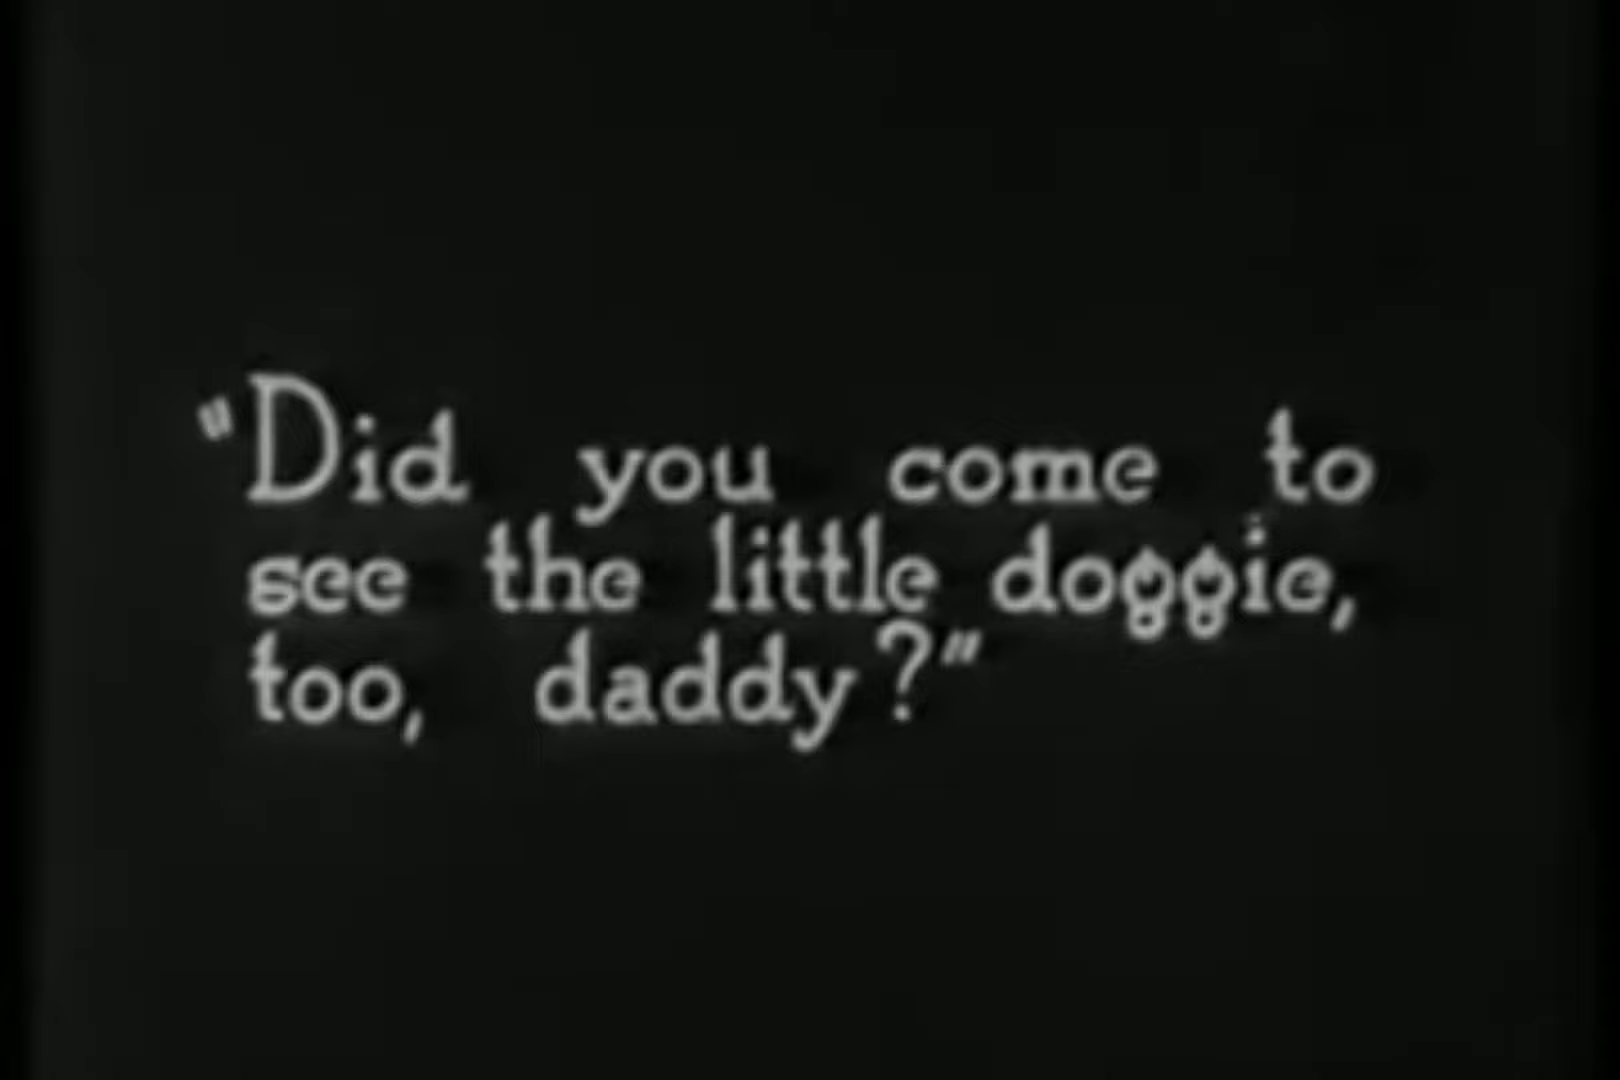 "Did you come to
see the little doggie,
too, daddy?"